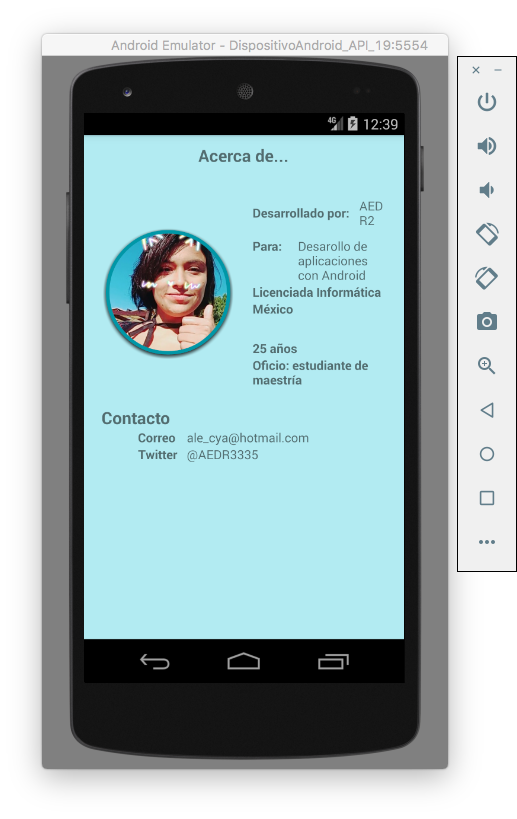 Android Emulator - DispositivoAndroid_API_19:5554
4G 12:39
Acerca de...
Desarrollado por: AED
R2
Para: Desarollo de
aplicaciones
con Android
Licenciada Informática
México
25 años
Oficio: estudiante de
maestría
Contacto
Correo ale_cya@hotmail.com
Twitter @AEDR3335